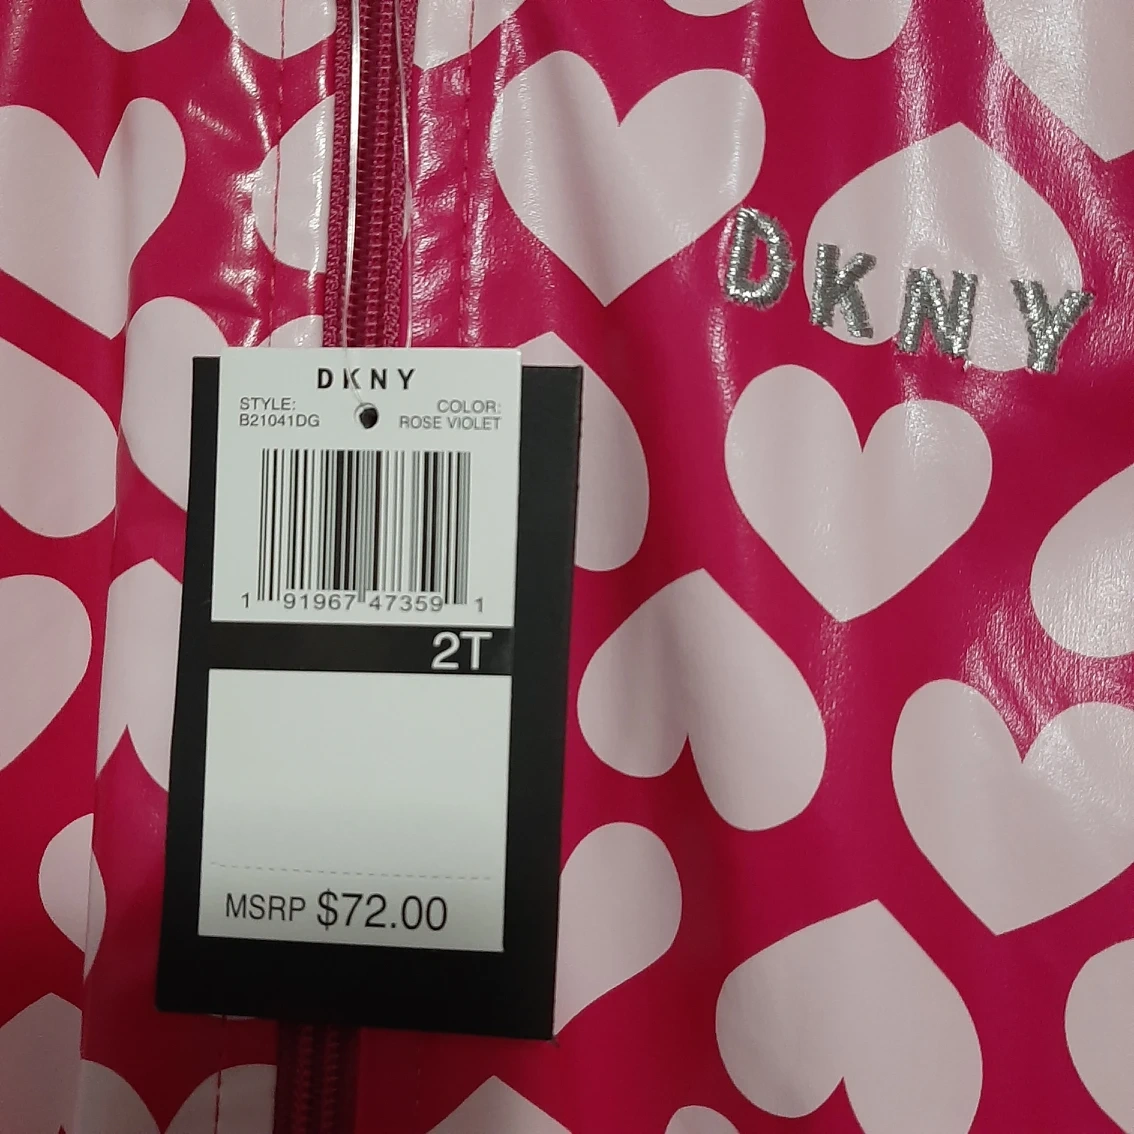 DKNY
DKNY
STYLE: COLOR:
B21041DG ROSE VIOLET
1 91967 47359 1
2T
MSRP $72.00